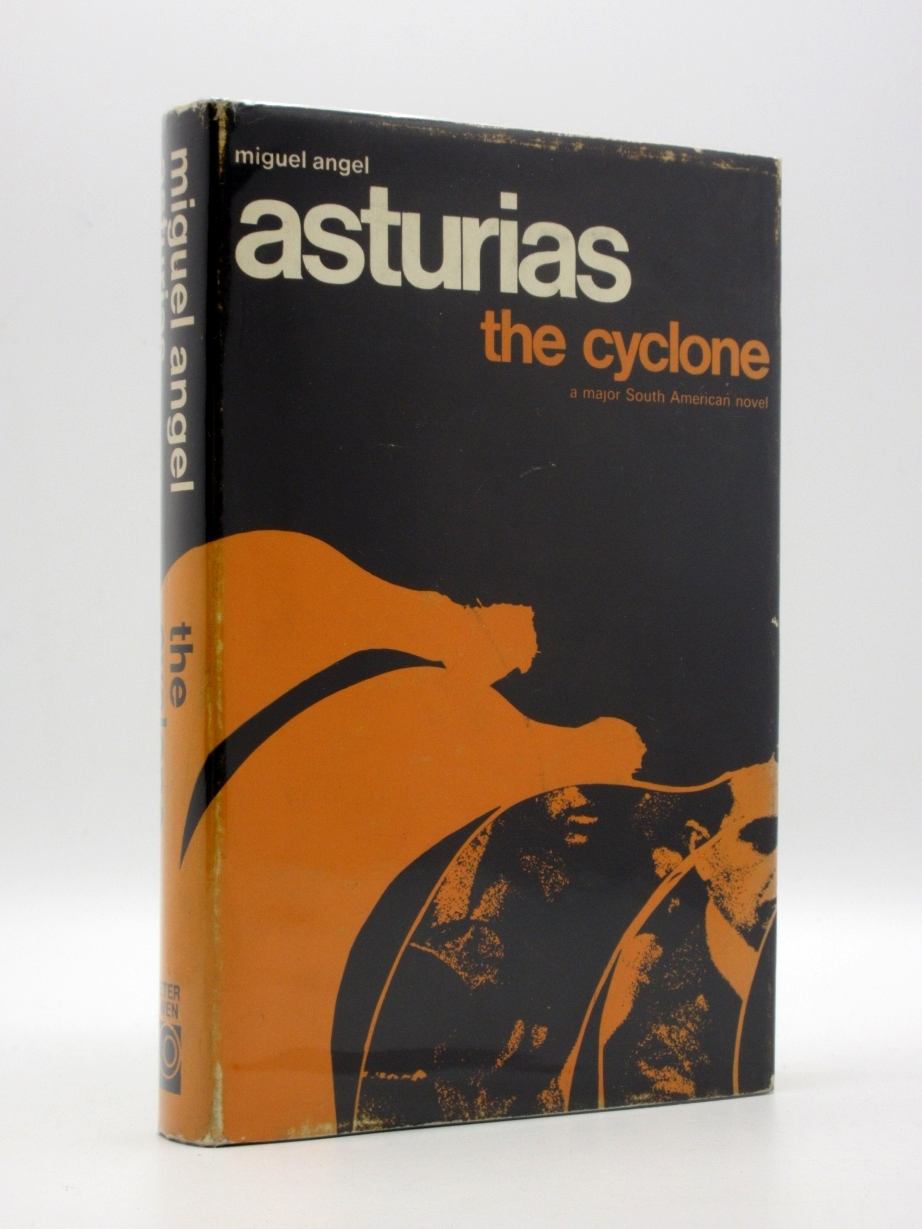 miguel angel
asturias
the cyclone
a major South American novel
miguel angel
the